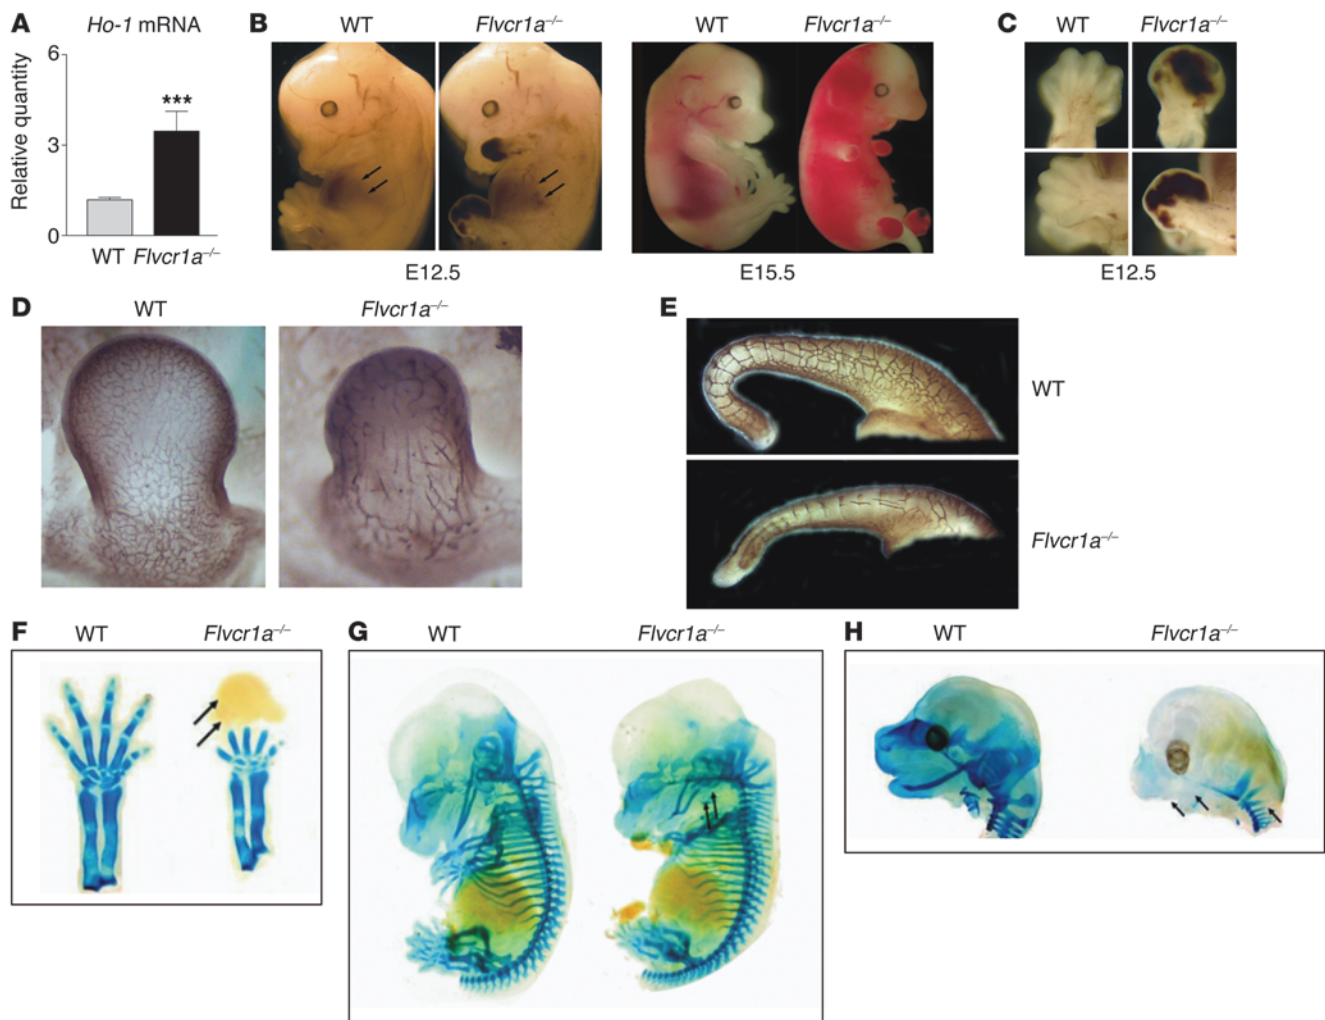 A
Ho-1 mRNA
Relative quantity
6
3
0
***
WT Flvcr1a–/–
B
WT Flvcr1a–/–
E12.5
WT Flvcr1a–/–
E15.5
C
WT Flvcr1a–/–
E12.5
D
WT Flvcr1a–/–
E
WT
Flvcr1a–/–
F
WT Flvcr1a–/–
G
WT Flvcr1a–/–
H
WT Flvcr1a–/–